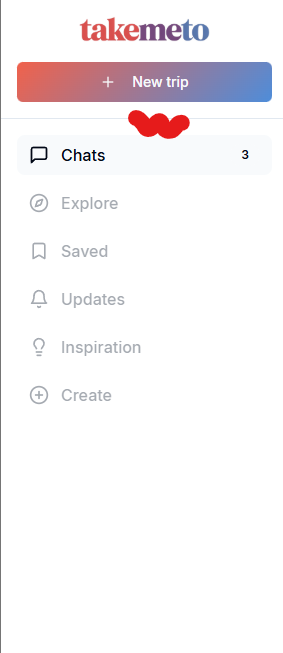 takemeto
+ New trip
Chats 3
Explore
Saved
Updates
Inspiration
Create